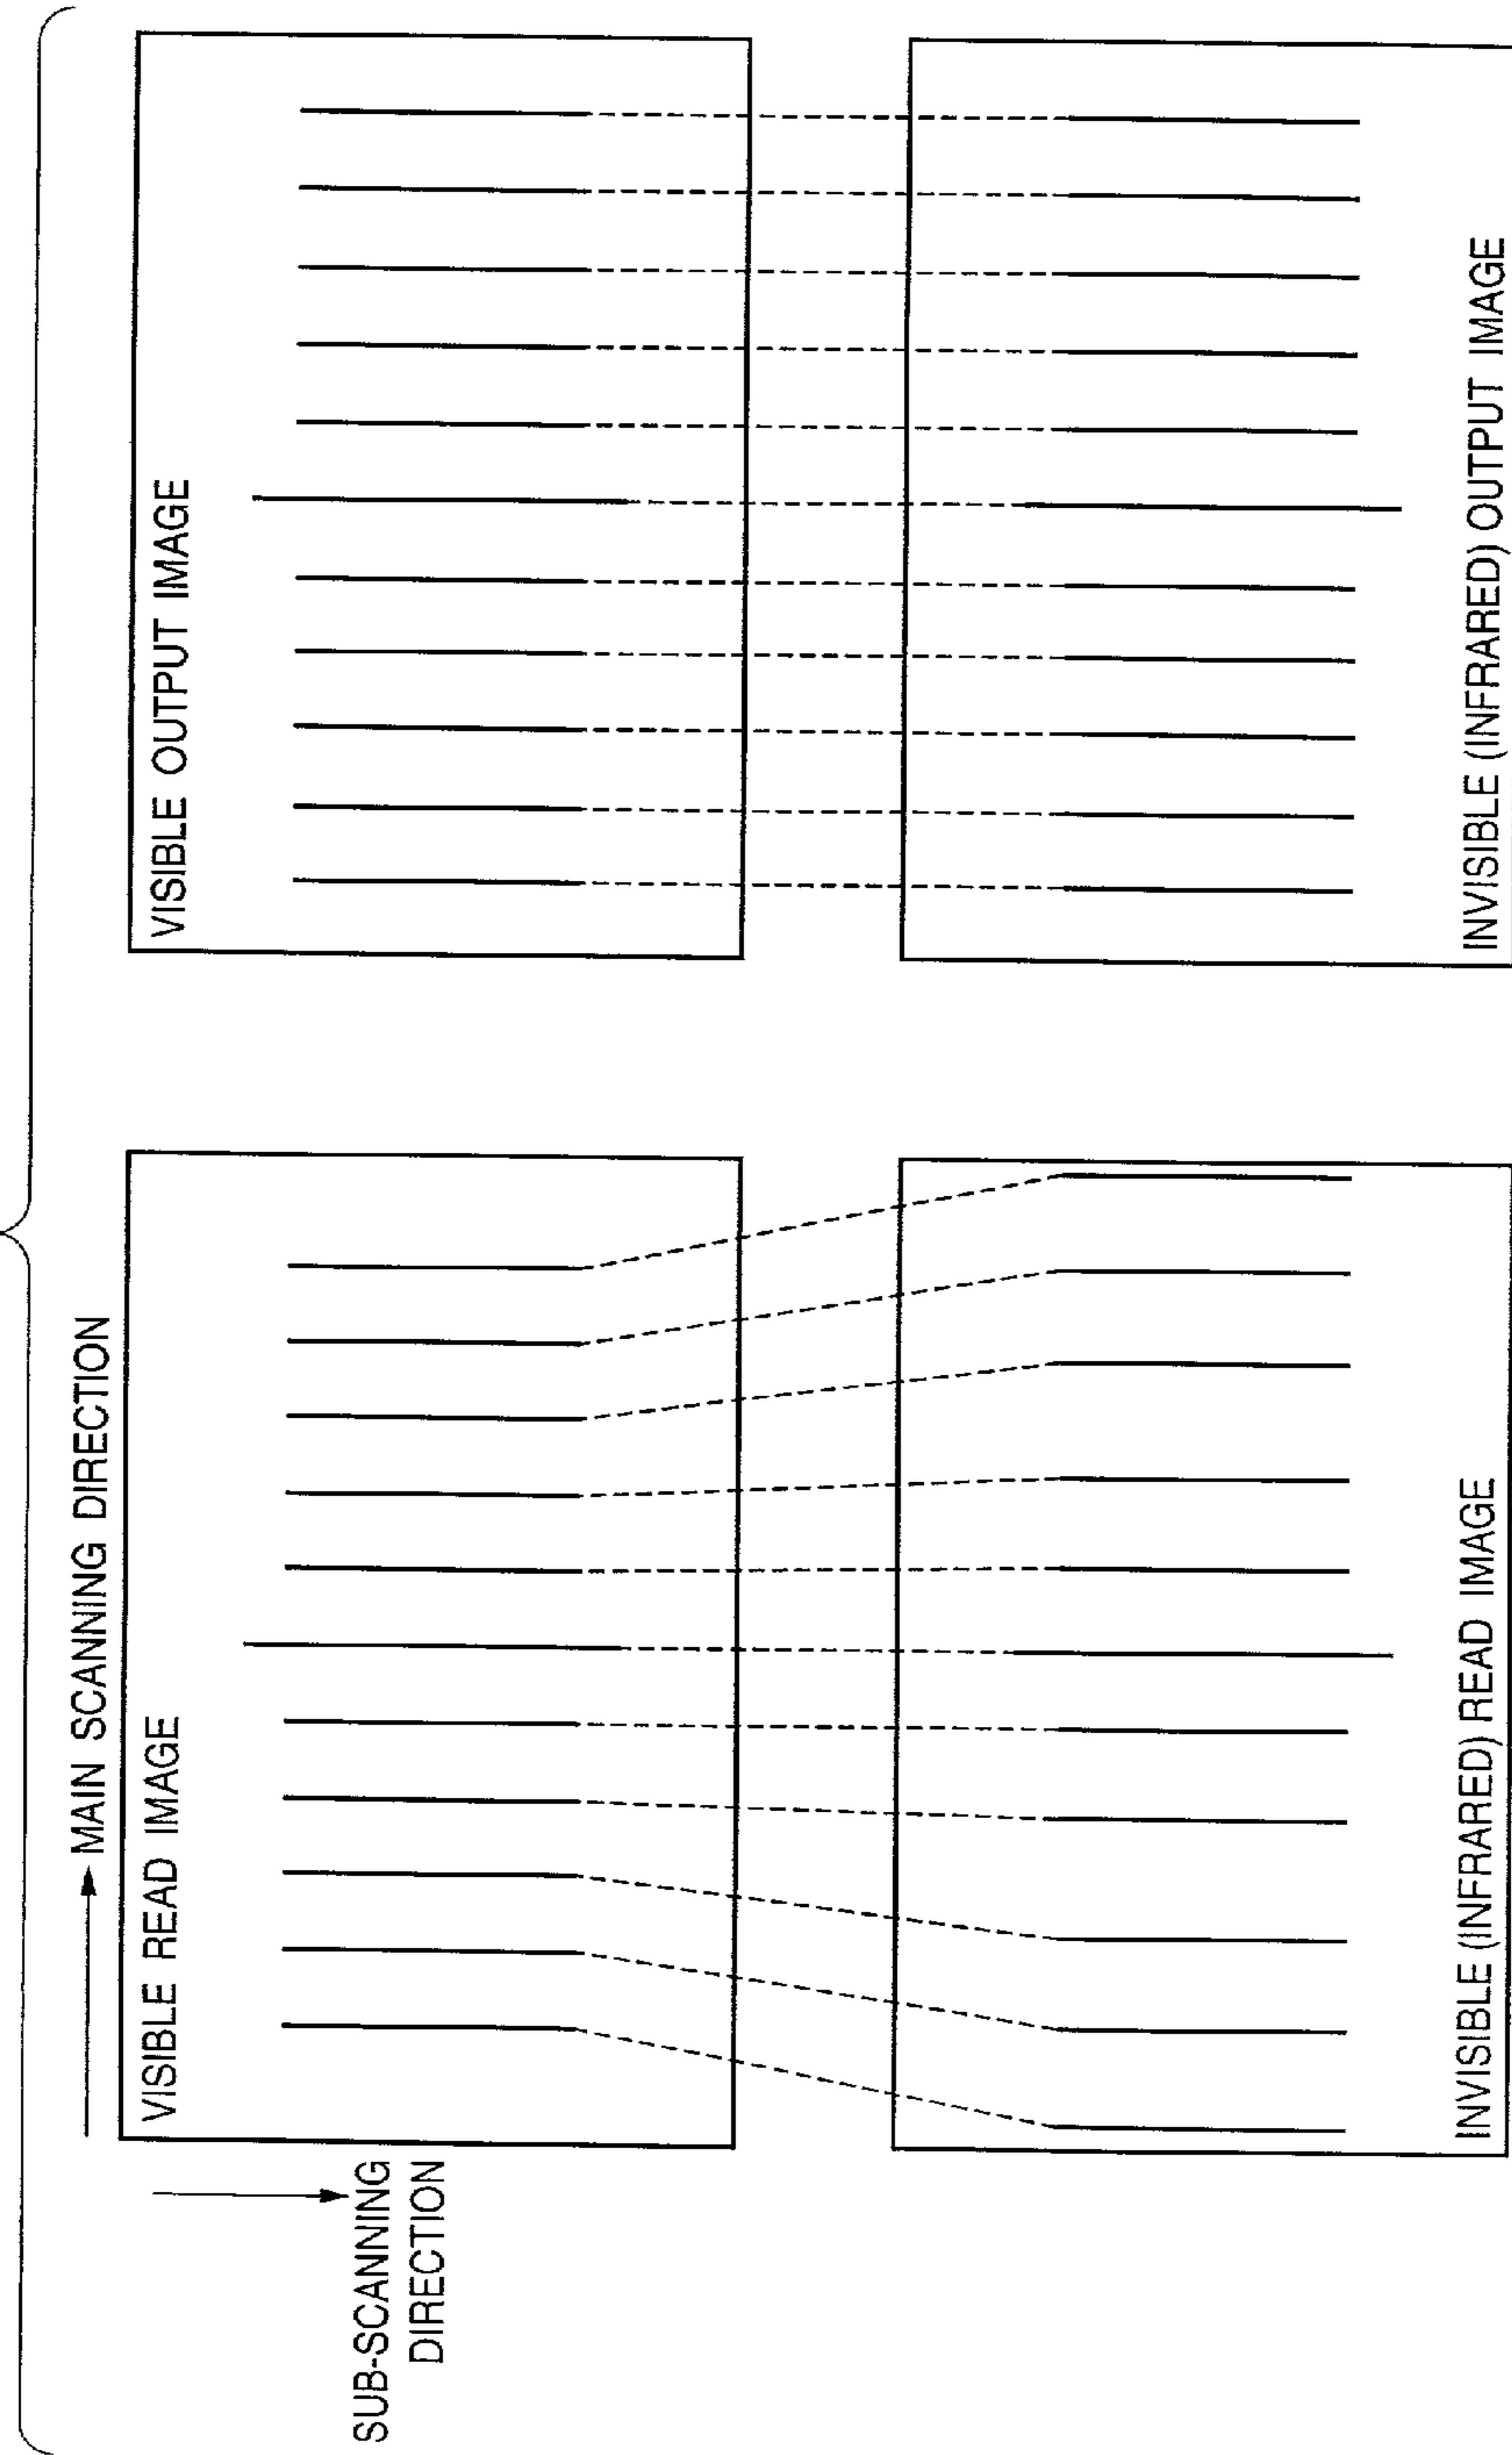 MAIN SCANNING DIRECTION
SUB-SCANNING
DIRECTION
VISIBLE READ IMAGE
INVISIBLE (INFRARED) READ IMAGE
VISIBLE OUTPUT IMAGE
INVISIBLE (INFRARED) OUTPUT IMAGE